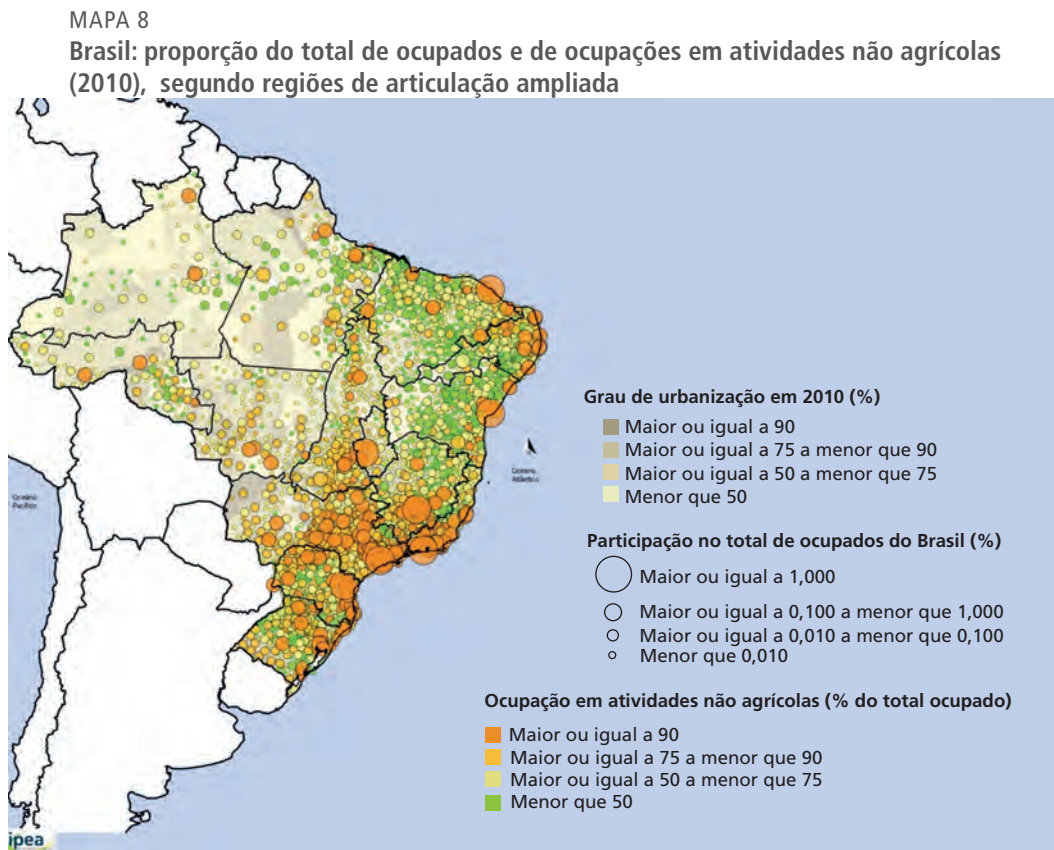 MAPA 8
Brasil: proporção do total de ocupados e de ocupações em atividades não agrícolas
(2010), segundo regiões de articulação ampliada
Grau de urbanização em 2010 (%)
Maior ou igual a 90
Maior ou igual a 75 a menor que 90
Maior ou igual a 50 a menor que 75
Menor que 50
Oceano
Atlântico
Oceano
Pacífico
Participação no total de ocupados do Brasil (%)
Maior ou igual a 1,000
Maior ou igual a 0,100 a menor que 1,000
Maior ou igual a 0,010 a menor que 0,100
Menor que 0,010
Ocupação em atividades não agrícolas (% do total ocupado)
Maior ou igual a 90
Maior ou igual a 75 a menor que 90
Maior ou igual a 50 a menor que 75
Menor que 50
ipea